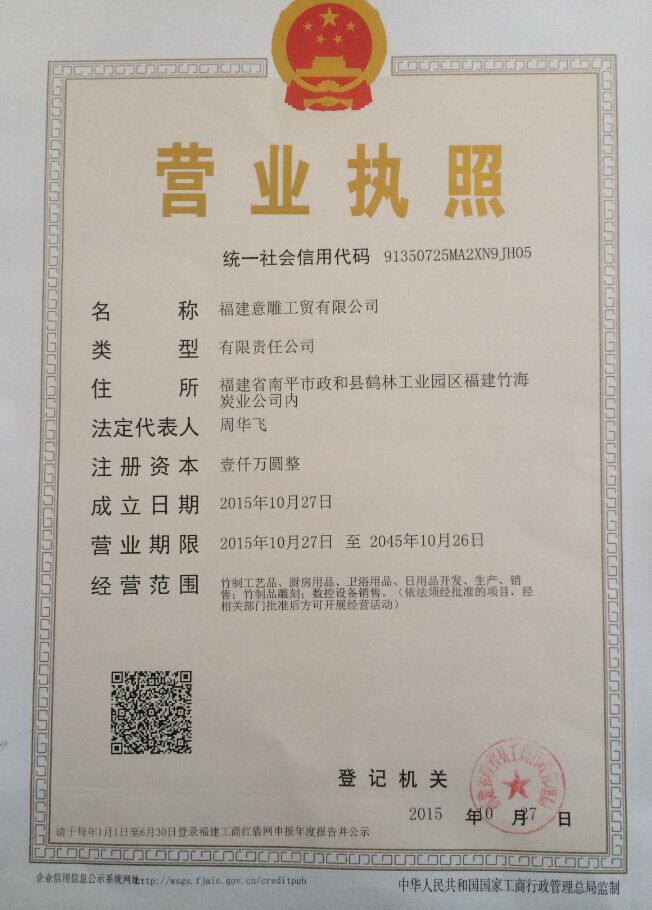 营业执照
统一社会信用代码 91350725MA2XN9JH05
名 称 福建意雕工贸有限公司
类 型 有限责任公司
住 所 福建省南平市政和县鹤林工业园区福建竹海
炭业公司内
法定代表人 周华飞
注册资本 壹仟万圆整
成立日期 2015年10月27日
营业期限 2015年10月27日 至 2045年10月26日
经营范围 竹制工艺品、厨房用品、卫浴用品、日用品开发、生产、销
售；竹制品雕刻；数控设备销售。（依法须经批准的项目，经
相关部门批准后方可开展经营活动）
登记机关
2015 年 10 月 27 日
请于每年1月1日至6月30日登录福建工商红盾网申报年度报告并公示
企业信用信息公示系统网址：http://wsgs.fjaic.gov.cn/creditpub
中华人民共和国国家工商行政管理总局监制